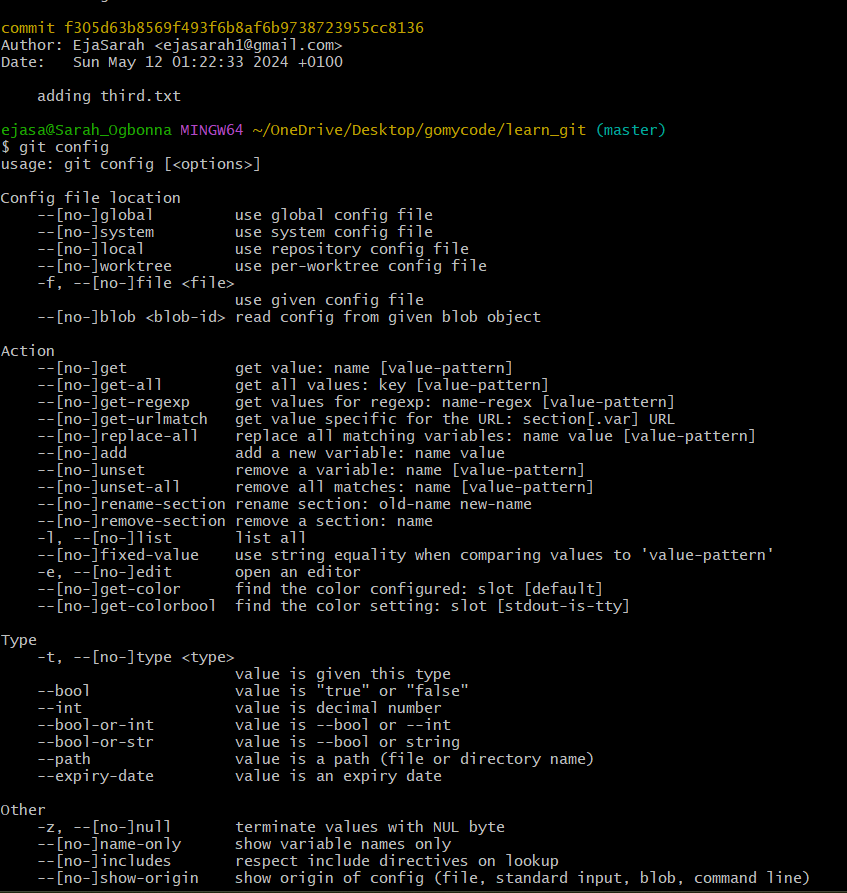 commit f305d63b8569f493f6b8af6b9738723955cc8136
Author: EjaSarah <ejasarah1@gmail.com>
Date:   Sun May 12 01:22:33 2024 +0100

    adding third.txt

ejasa@Sarah_Ogbonna MINGW64 ~/OneDrive/Desktop/gomycode/learn_git (master)
$ git config
usage: git config [<options>]

Config file location
    --[no-]global         use global config file
    --[no-]system         use system config file
    --[no-]local          use repository config file
    --[no-]worktree       use per-worktree config file
    -f, --[no-]file <file>
                          use given config file
    --[no-]blob <blob-id> read config from given blob object

Action
    --[no-]get            get value: name [value-pattern]
    --[no-]get-all        get all values: key [value-pattern]
    --[no-]get-regexp     get values for regexp: name-regex [value-pattern]
    --[no-]get-urlmatch   get value specific for the URL: section[.var] URL
    --[no-]replace-all    replace all matching variables: name value [value-pattern]
    --[no-]add            add a new variable: name value
    --[no-]unset          remove a variable: name [value-pattern]
    --[no-]unset-all      remove all matches: name [value-pattern]
    --[no-]rename-section rename section: old-name new-name
    --[no-]remove-section remove a section: name
    -l, --[no-]list       list all
    --[no-]fixed-value    use string equality when comparing values to 'value-pattern'
    -e, --[no-]edit       open an editor
    --[no-]get-color      find the color configured: slot [default]
    --[no-]get-colorbool  find the color setting: slot [stdout-is-tty]

Type
    -t, --[no-]type <type>
                          value is given this type
    --bool                value is "true" or "false"
    --int                 value is decimal number
    --bool-or-int         value is --bool or --int
    --bool-or-str         value is --bool or string
    --path                value is a path (file or directory name)
    --expiry-date         value is an expiry date

Other
    -z, --[no-]null       terminate values with NUL byte
    --[no-]name-only      show variable names only
    --[no-]includes       respect include directives on lookup
    --[no-]show-origin    show origin of config (file, standard input, blob, command line)